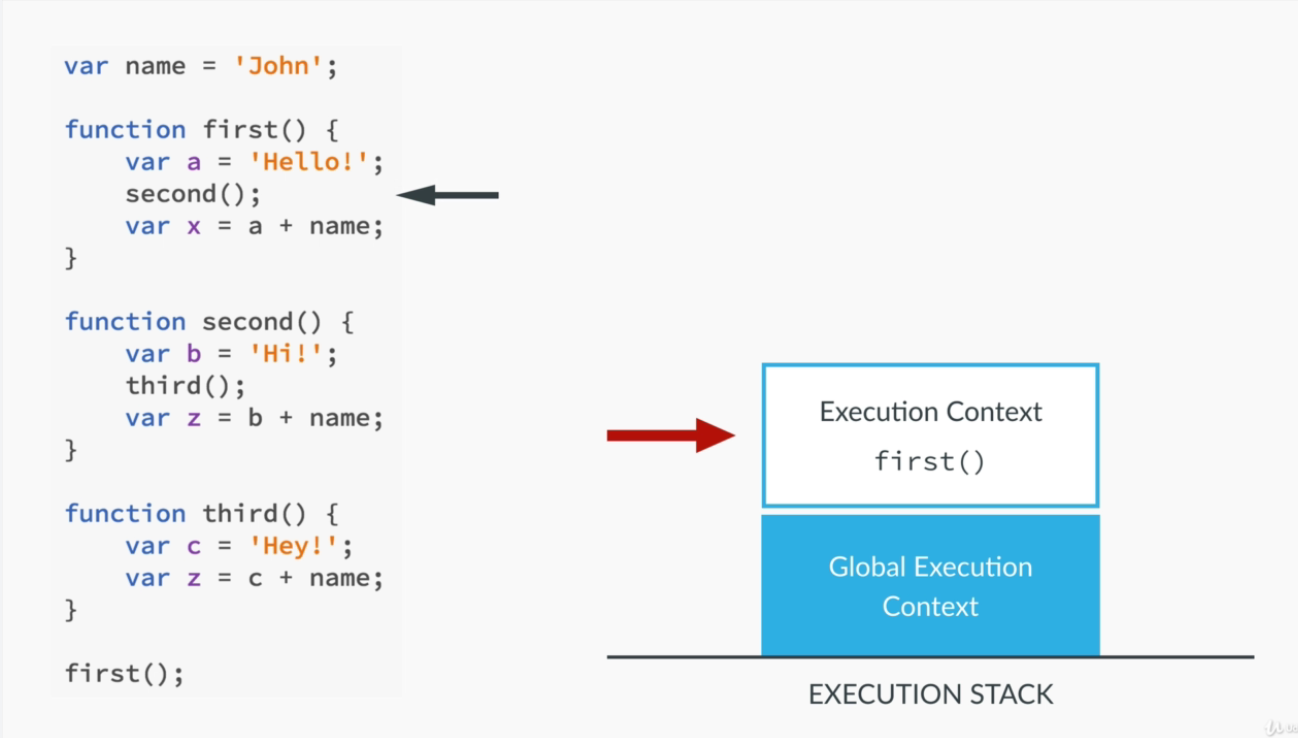 var name = 'John';
function first() {
    var a = 'Hello!';
    second();
    var x = a + name;
}
function second() {
    var b = 'Hi!';
    third();
    var z = b + name;
}
function third() {
    var c = 'Hey!';
    var z = c + name;
}
first();
Execution Context
first()
Global Execution
Context
EXECUTION STACK